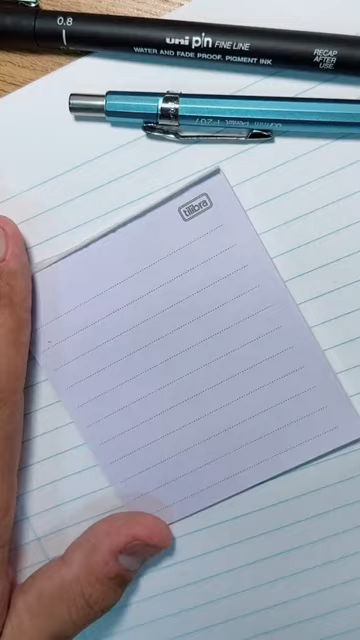 0.8
uni pin FINE LINE
WATER AND FADE PROOF, PIGMENT INK
RECAP
AFTER
USE.
tilibra